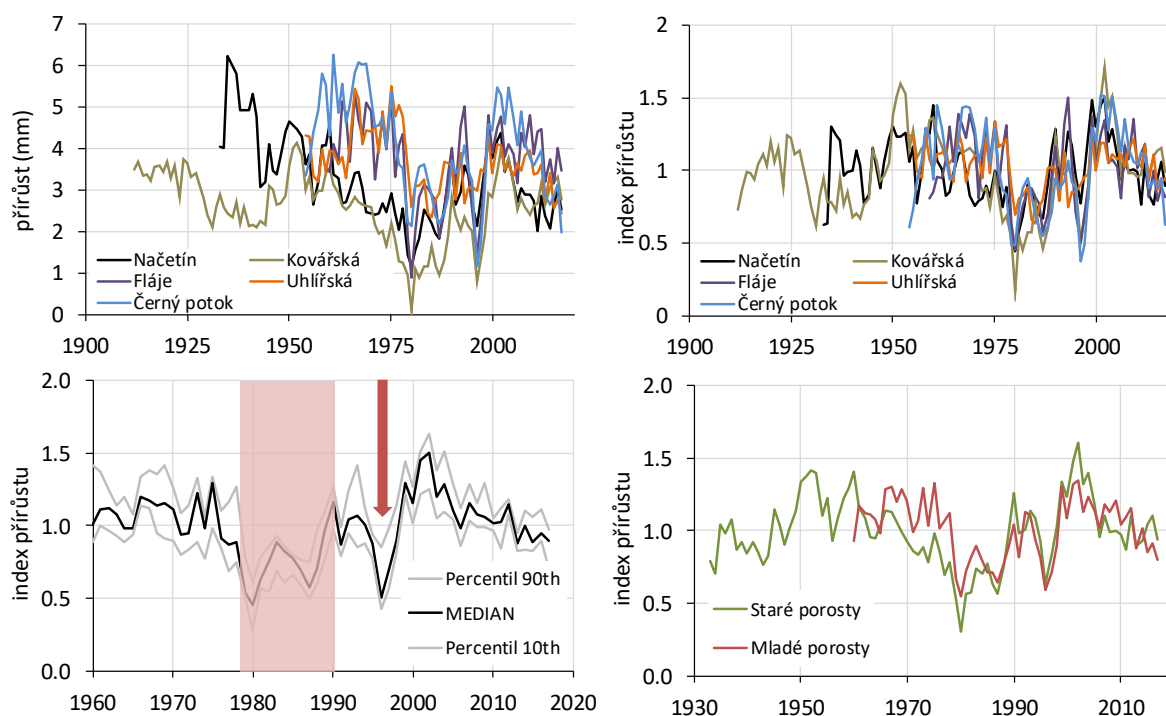 přírůst (mm)
7
6
5
4
3
2
1
0
1900 1925 1950 1975 2000
Načetín Kovářská
Fláje Uhlířská
Černý potok
index přírůstu
2
1.5
1
0.5
0
1900 1925 1950 1975 2000
Načetín Kovářská
Fláje Uhlířská
Černý potok
index přírůstu
2.0
1.5
1.0
0.5
0.0
1960 1970 1980 1990 2000 2010 2020
Percentil 90th
MEDIAN
Percentil 10th
index přírůstu
2.0
1.5
1.0
0.5
0.0
1930 1950 1970 1990 2010
Staré porosty
Mladé porosty